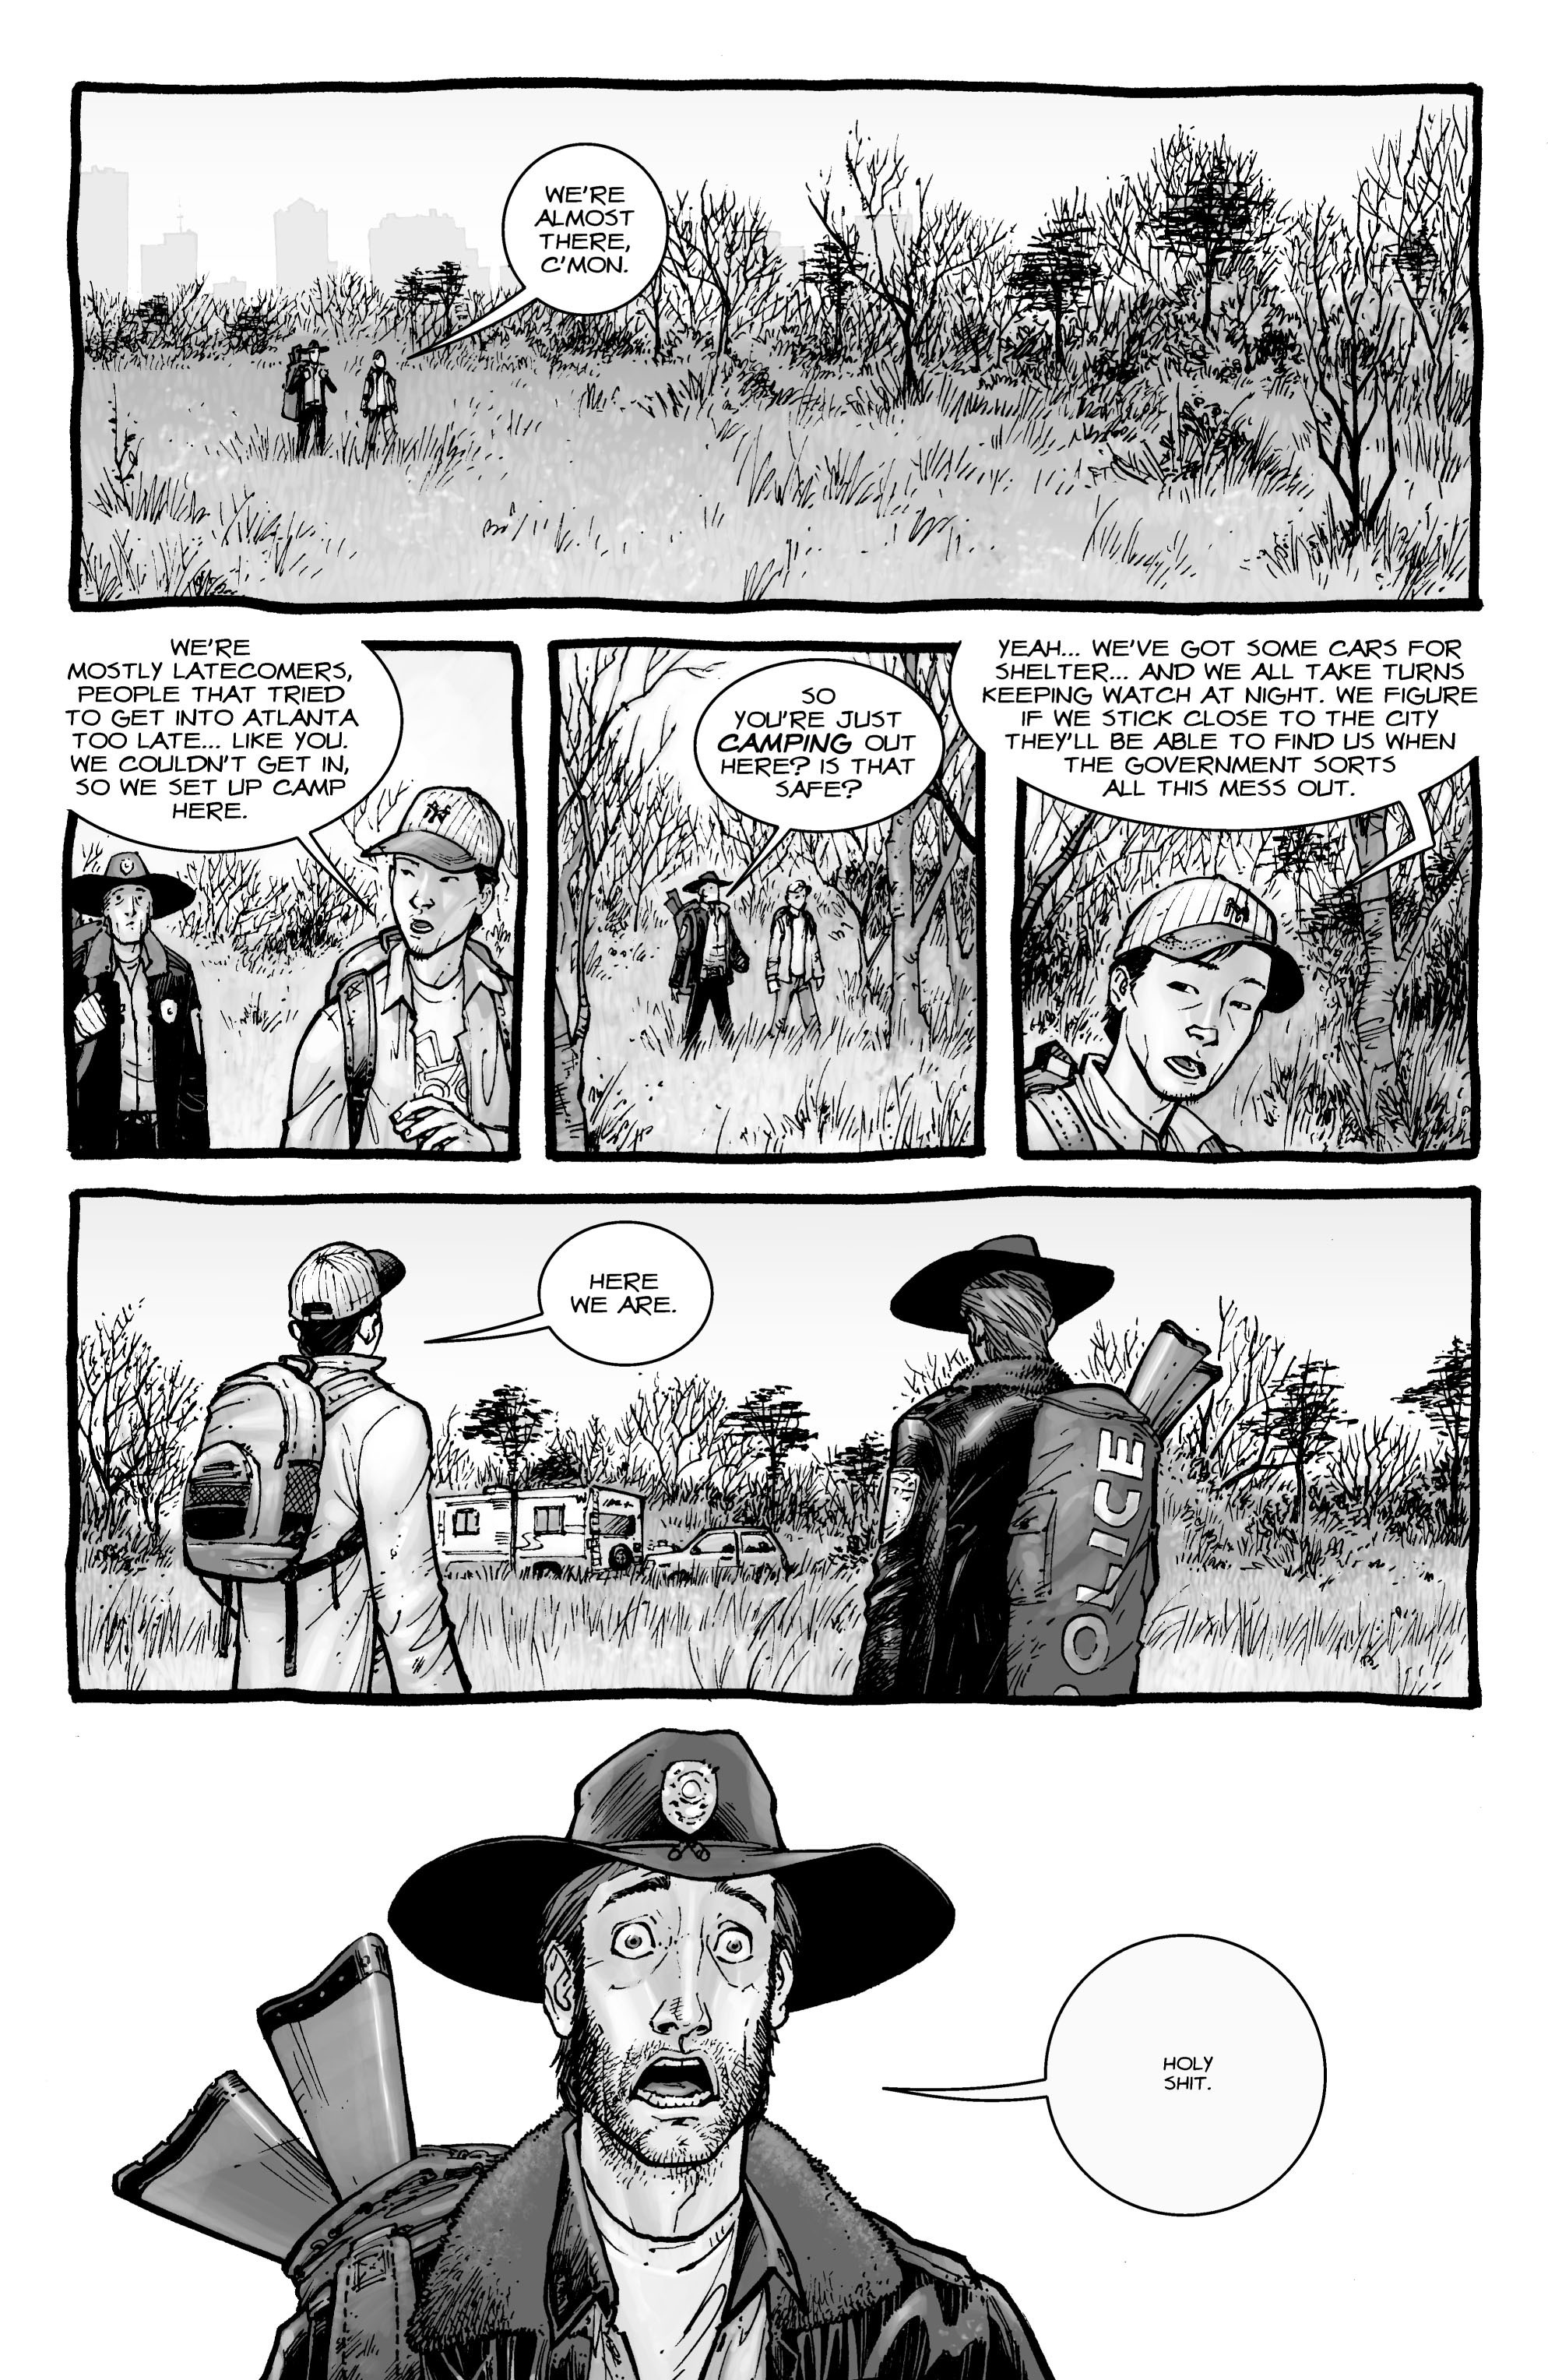 WE'RE
ALMOST
THERE,
C'MON.
WE'RE
MOSTLY LATECOMERS,
PEOPLE THAT TRIED
TO GET INTO ATLANTA
TOO LATE... LIKE YOU.
WE COULDN'T GET IN,
SO WE SET UP CAMP
HERE.
NY
SO
YOU'RE JUST
CAMPING OUT
HERE? IS THAT
SAFE?
YEAH... WE'VE GOT SOME CARS FOR
SHELTER... AND WE ALL TAKE TURNS
KEEPING WATCH AT NIGHT. WE FIGURE
IF WE STICK CLOSE TO THE CITY
THEY'LL BE ABLE TO FIND US WHEN
THE GOVERNMENT SORTS
ALL THIS MESS OUT.
NY
HERE
WE ARE.
POLICE
HOLY
SHIT.